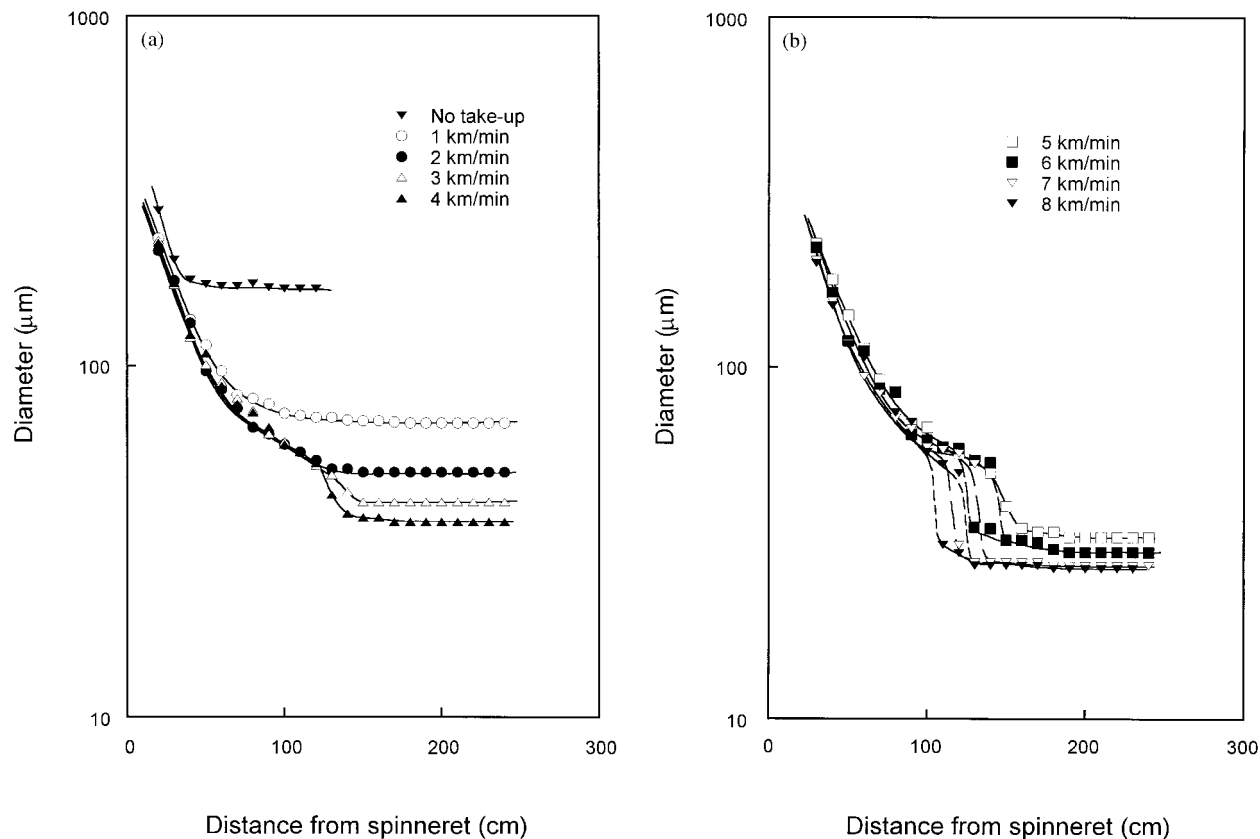 (a)
1000
100
10
0
100
200
300
Diameter (μm)
Distance from spinneret (cm)
No take-up
1 km/min
2 km/min
3 km/min
4 km/min
(b)
1000
100
10
0
100
200
300
Diameter (μm)
Distance from spinneret (cm)
5 km/min
6 km/min
7 km/min
8 km/min